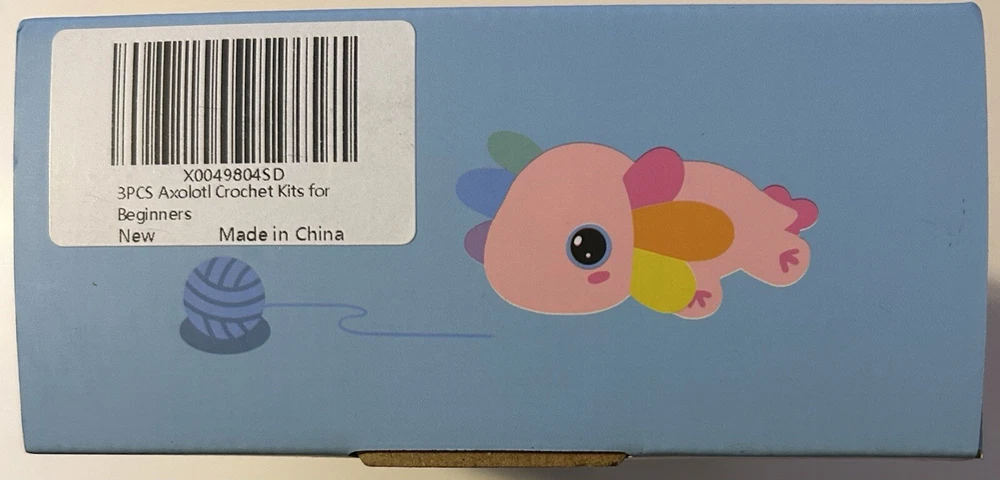 X0049804SD
3PCS Axolotl Crochet Kits for
Beginners
New Made in China